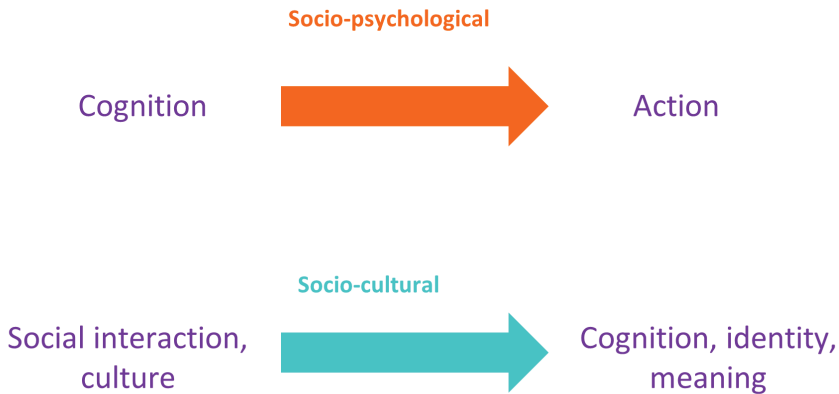 Socio-psychological
Cognition
Action
Socio-cultural
Social interaction,
culture
Cognition, identity,
meaning